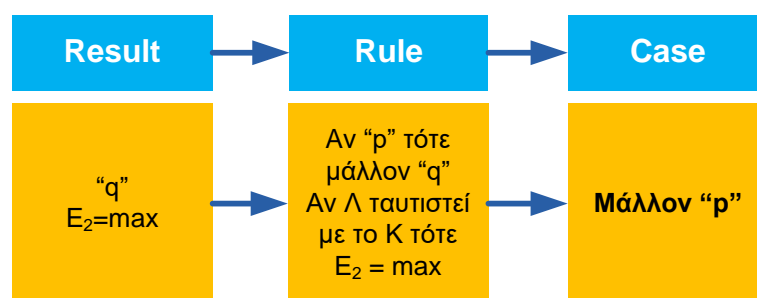 Result
Rule
Case
“q”
E₂=max
Αν “p” τότε
μάλλον “q”
Αν Λ ταυτιστεί
με το Κ τότε
E₂ = max
Μάλλον “p”